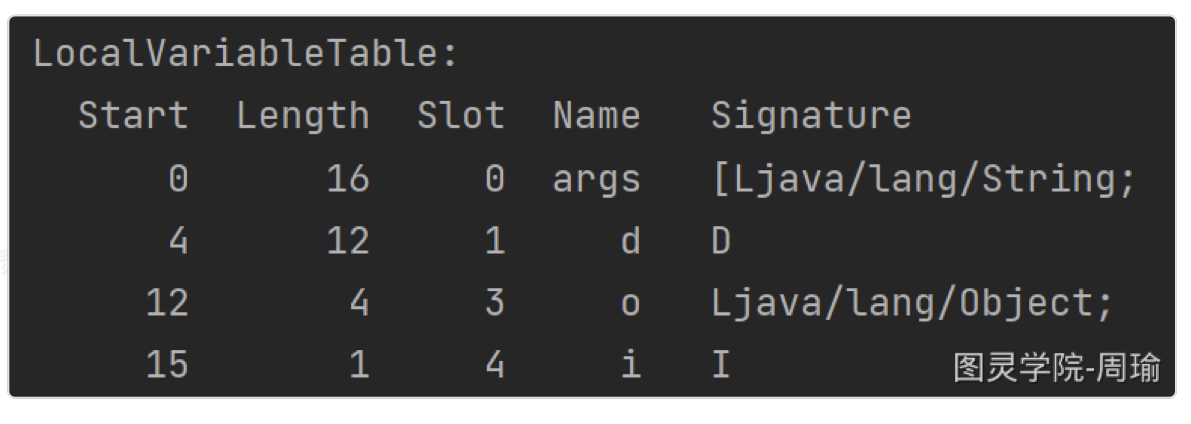 LocalVariableTable:
Start Length Slot Name Signature
0 16 0 args [Ljava/lang/String;
4 12 1 d D
12 4 3 o Ljava/lang/Object;
15 1 4 i I
图灵学院-周瑜